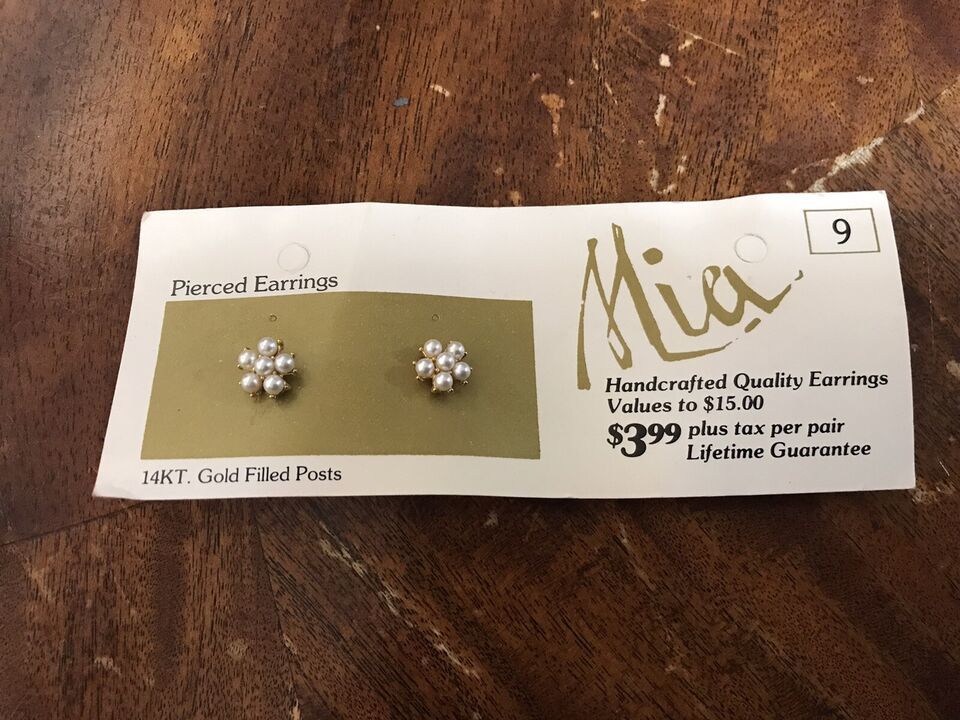 Pierced Earrings
14KT. Gold Filled Posts
Mia
9
Handcrafted Quality Earrings
Values to $15.00
$3.99 plus tax per pair
Lifetime Guarantee